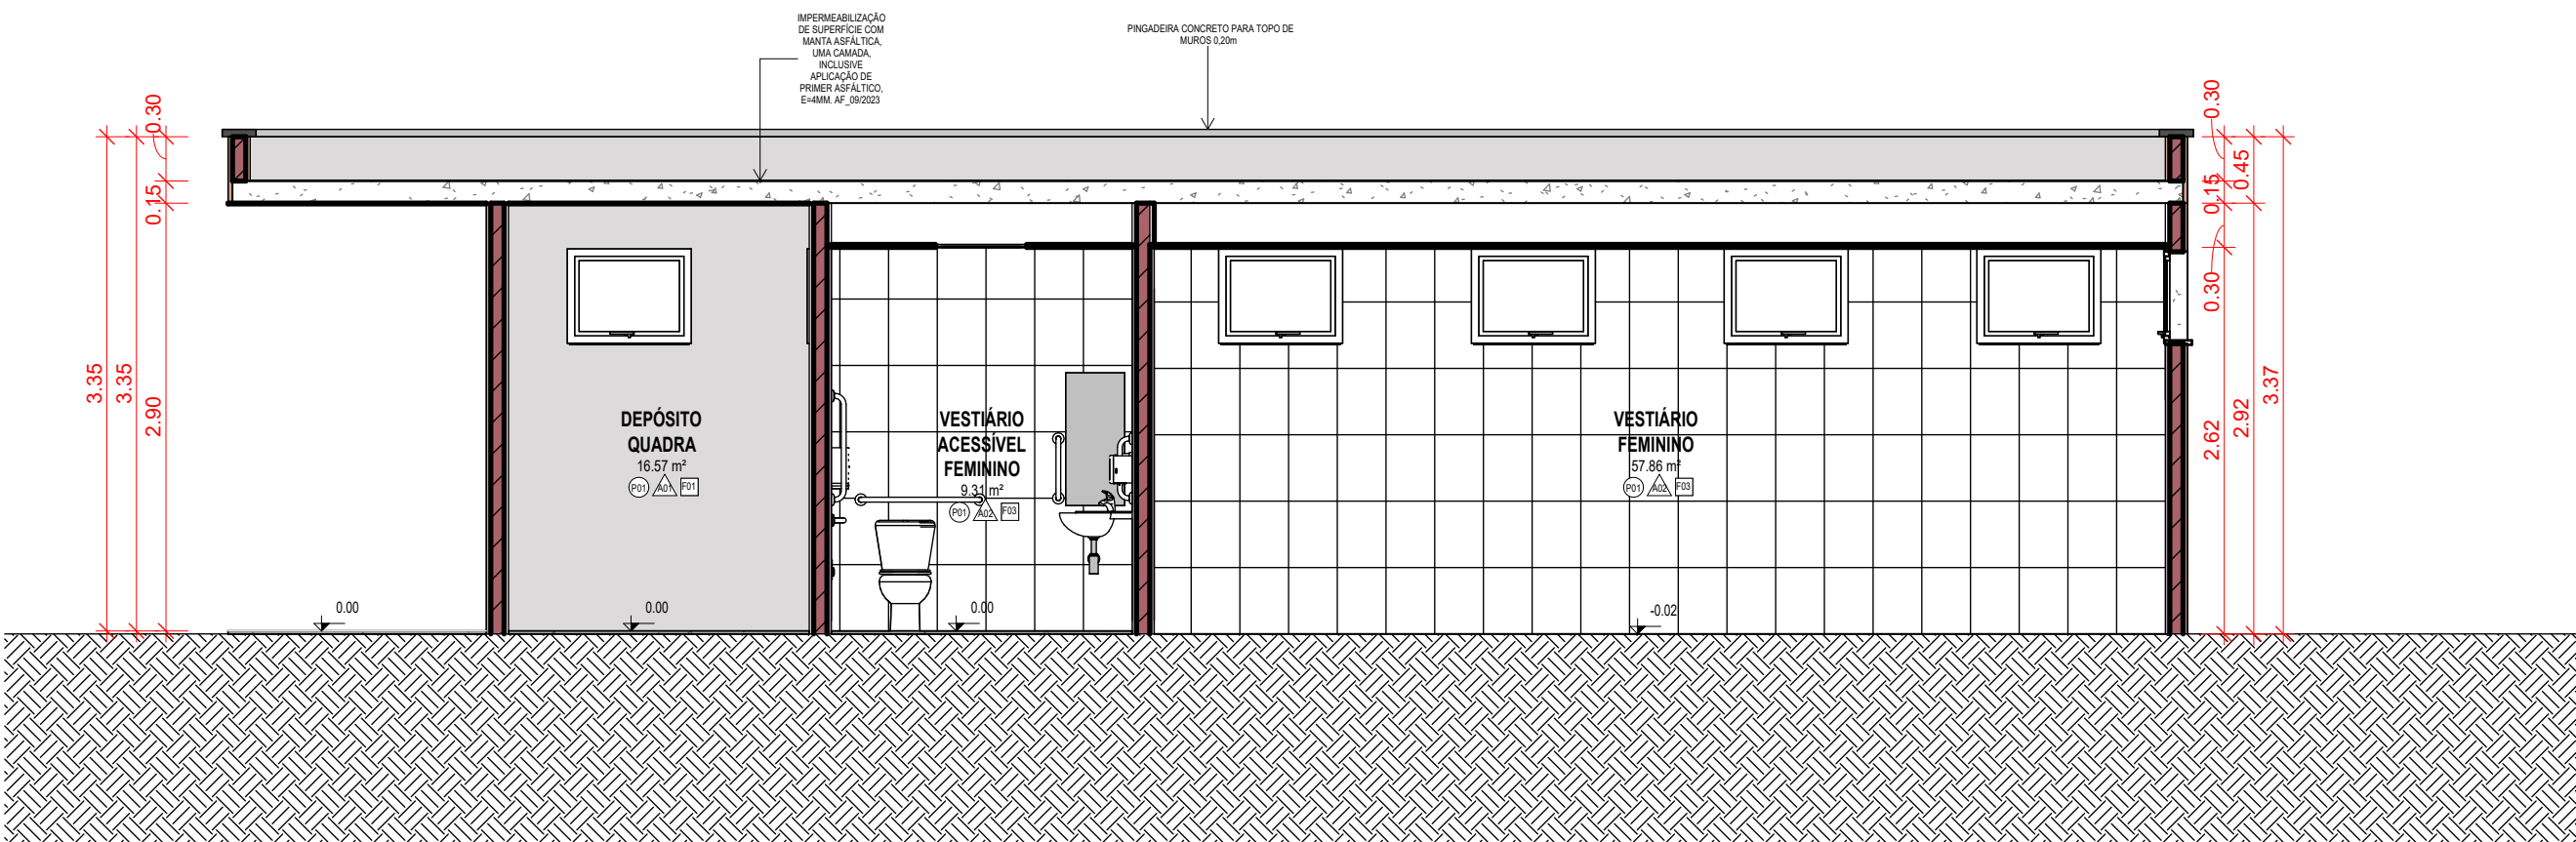 IMPERMEABILIZAÇÃO
DE SUPERFÍCIE COM
MANTA ASFÁLTICA,
UMA CAMADA,
INCLUSIVE
APLICAÇÃO DE
PRIMER ASFÁLTICO,
E=4MM. AF_09/2023
PINGADEIRA CONCRETO PARA TOPO DE
MUROS 0,20m
3.35
3.35
0.30
0.15
2.90
DEPÓSITO
QUADRA
16.57 m²
P01 A01 F01
VESTIÁRIO
ACESSÍVEL
FEMININO
9.31 m²
P01 A02 F03
VESTIÁRIO
FEMININO
57.86 m²
P01 A02 F03
0.00
0.00
0.00
-0.02
0.30
0.15
0.30
2.62
0.45
2.92
3.37